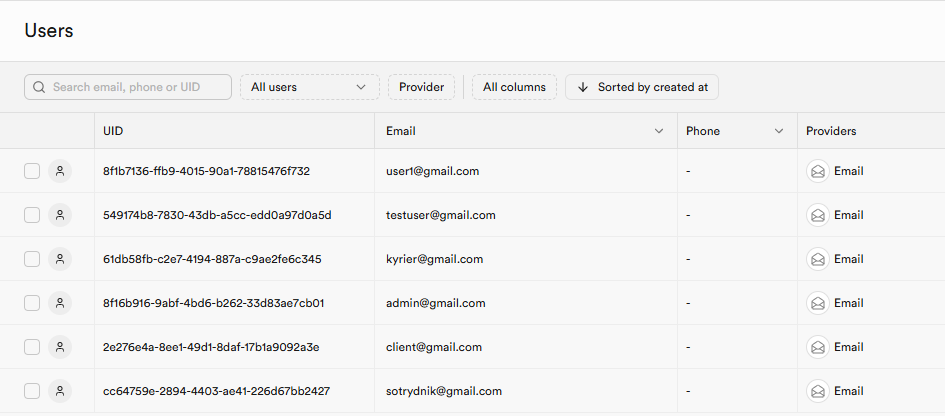 Users
Search email, phone or UID All users Provider All columns Sorted by created at
UID Email Phone Providers
8f1b7136-ffb9-4015-90a1-78815476f732 user1@gmail.com - Email
549174b8-7830-43db-a5cc-edd0a97d0a5d testuser@gmail.com - Email
61db58fb-c2e7-4194-887a-c9ae2fe6c345 kyrier@gmail.com - Email
8f16b916-9abf-4bd6-b262-33d83ae7cb01 admin@gmail.com - Email
2e276e4a-8ee1-49d1-8daf-17b1a9092a3e client@gmail.com - Email
cc64759e-2894-4403-ae41-226d67bb2427 sotrydnik@gmail.com - Email